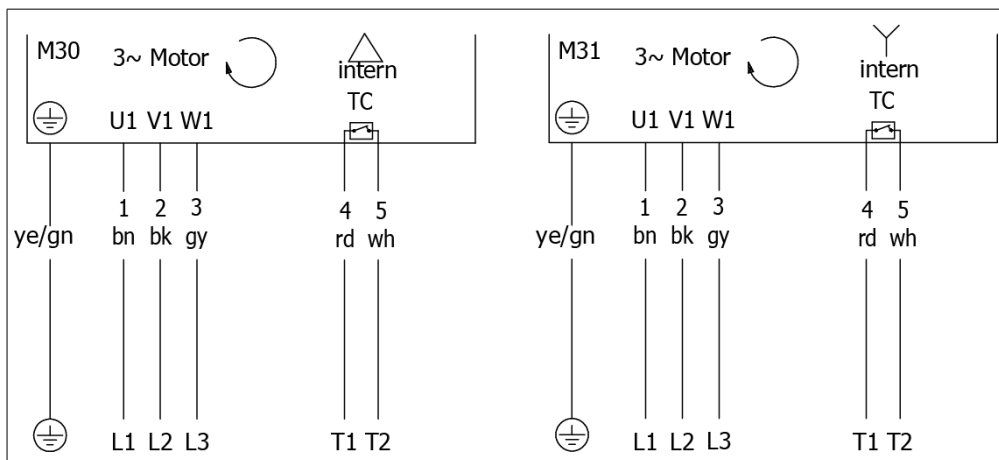 M30 3~ Motor intern
TC
U1 V1 W1
1 2 3 4 5
ye/gn bn bk gy rd wh
L1 L2 L3 T1 T2
M31 3~ Motor intern
TC
U1 V1 W1
1 2 3 4 5
ye/gn bn bk gy rd wh
L1 L2 L3 T1 T2